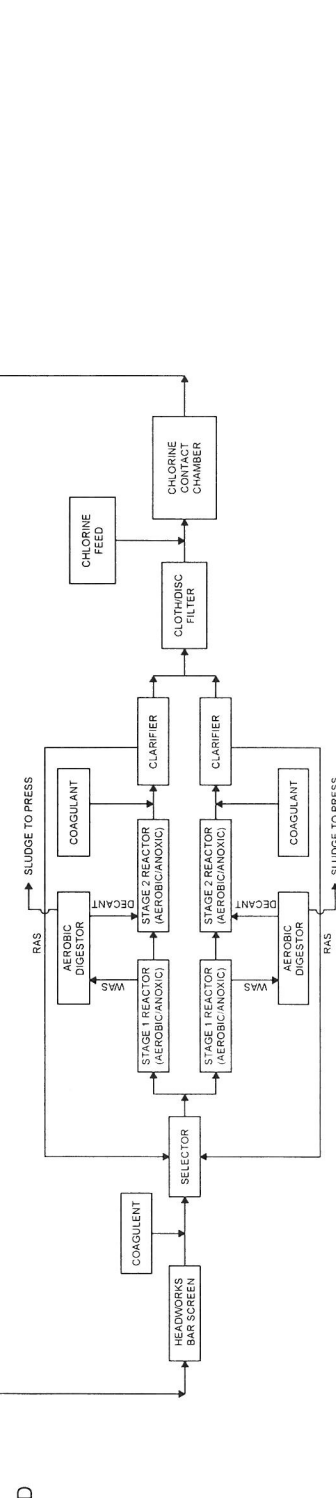 D
HEADWORKS
BAR SCREEN
COAGULENT
SELECTOR
RAS
SLUDGE TO PRESS
AEROBIC
DIGESTOR
COAGULANT
WAS
DECANT
STAGE 1 REACTOR
(AEROBIC/ANOXIC)
STAGE 2 REACTOR
(AEROBIC/ANOXIC)
CLARIFIER
STAGE 1 REACTOR
(AEROBIC/ANOXIC)
STAGE 2 REACTOR
(AEROBIC/ANOXIC)
CLARIFIER
WAS
DECANT
AEROBIC
DIGESTOR
COAGULANT
RAS
SLUDGE TO PRESS
CLOTH/DISC
FILTER
CHLORINE
FEED
CHLORINE
CONTACT
CHAMBER